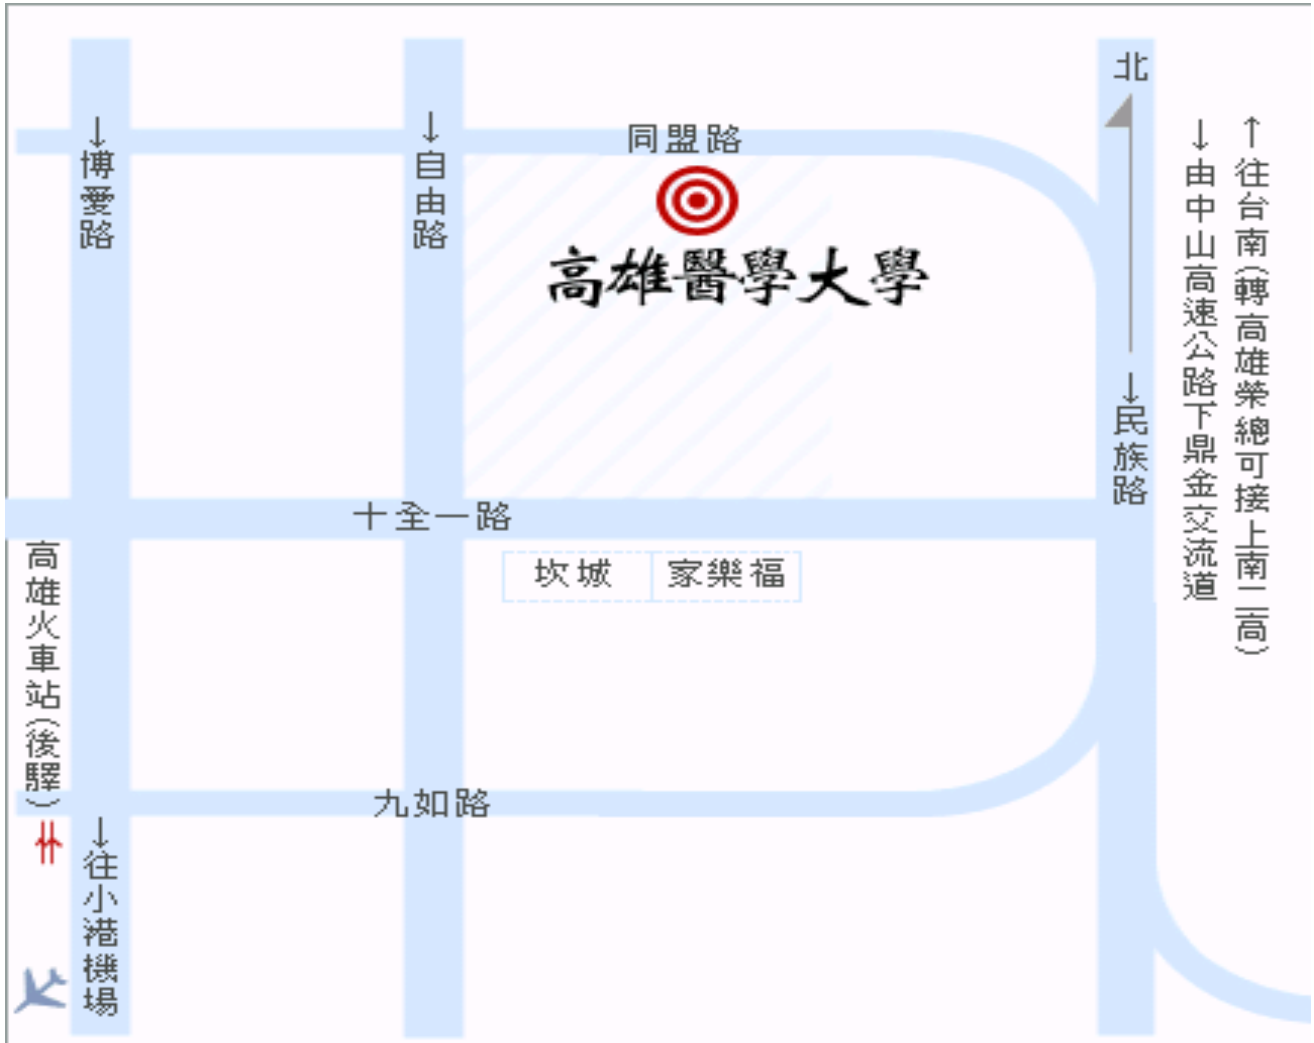 北
同盟路
↓博愛路
↓自由路
高雄醫學大學
↓民族路
↑往台南(轉高雄榮總可接上南二高)
↓由中山高速公路下鼎金交流道
十全一路
坎城
家樂福
高雄火車站(後驛)
九如路
↓往小港機場